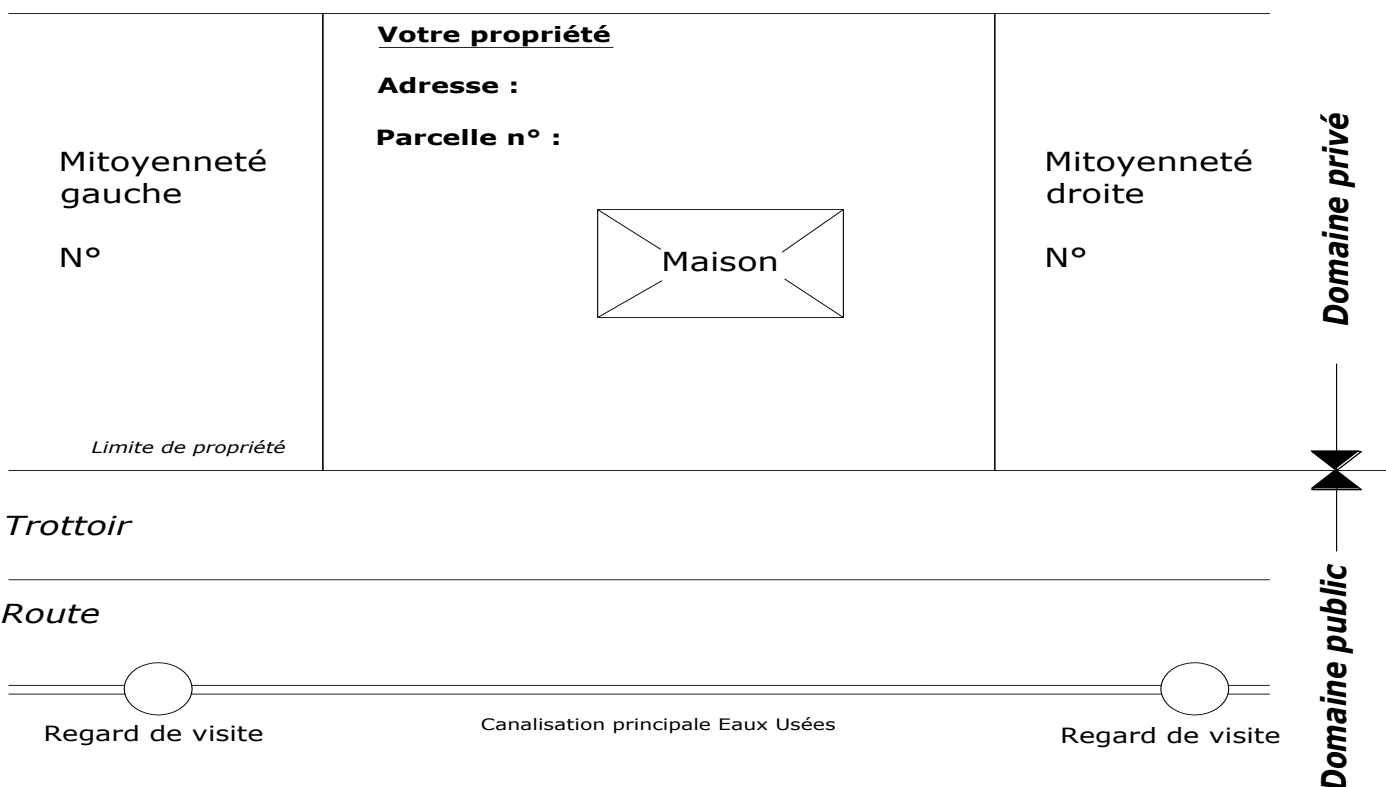 Votre propriété
Adresse :
Parcelle n° :
Mitoyenneté
gauche
N°
Maison
Mitoyenneté
droite
N°
Domaine privé
Limite de propriété
Trottoir
Route
Regard de visite
Canalisation principale Eaux Usées
Regard de visite
Domaine public